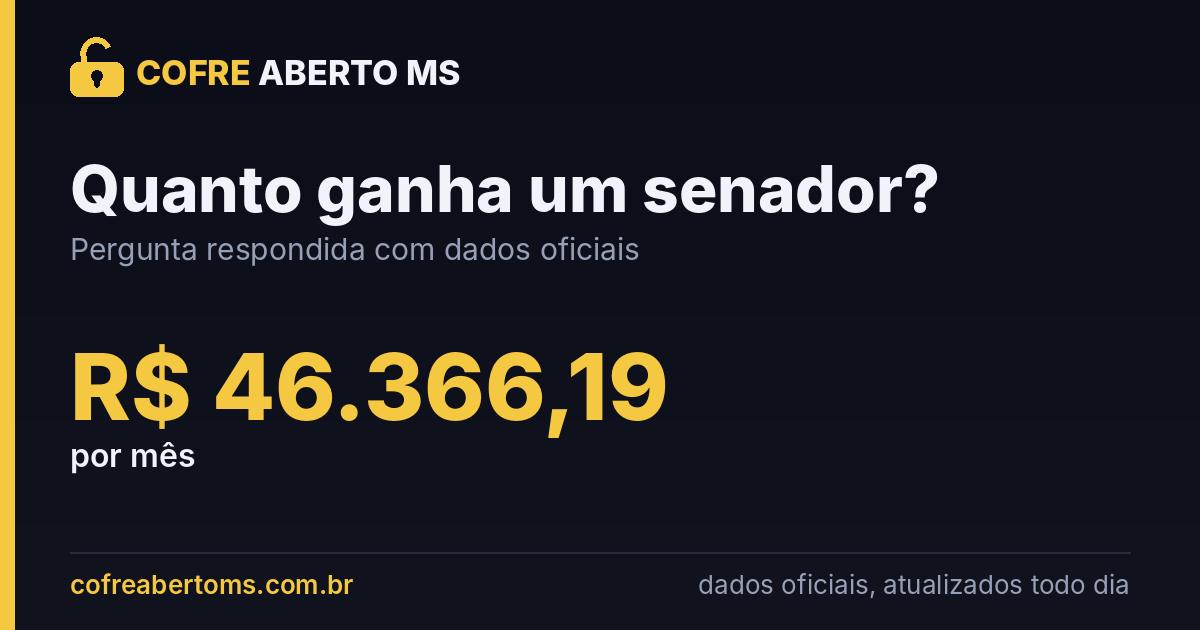 COFRE ABERTO MS
Quanto ganha um senador?
Pergunta respondida com dados oficiais
R$ 46.366,19
por mês
cofreabertoms.com.br
dados oficiais, atualizados todo dia